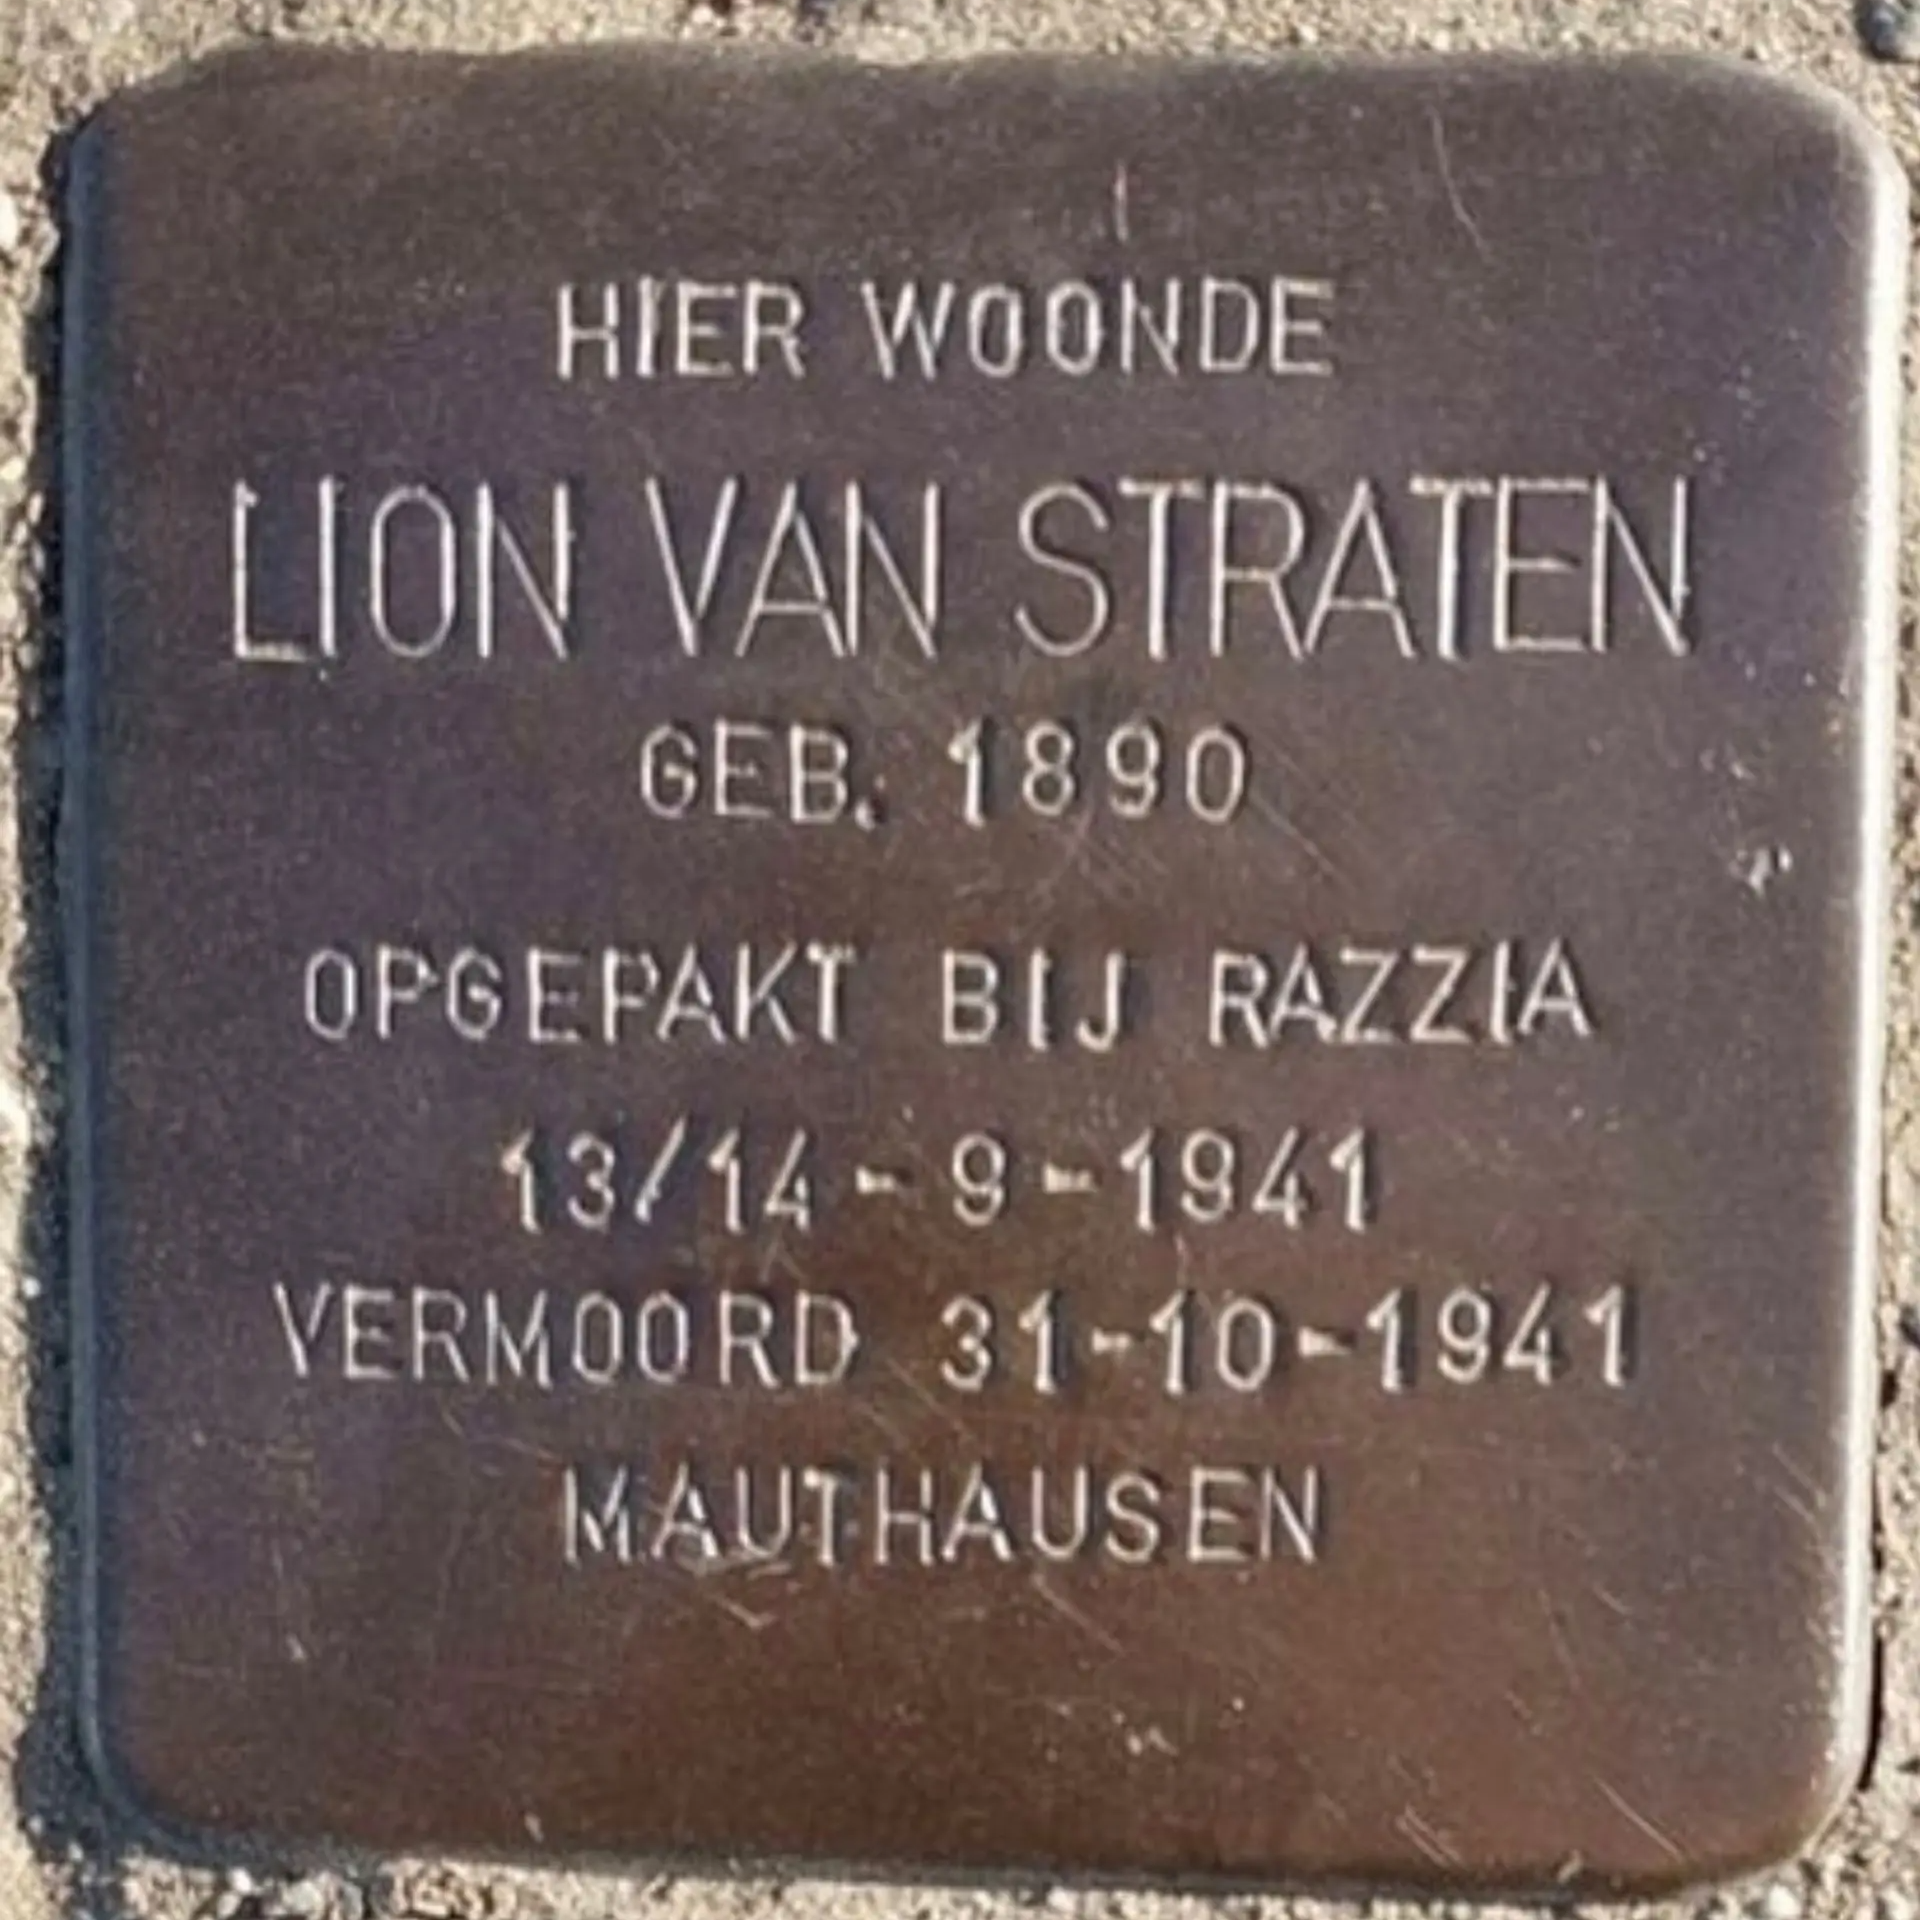 HIER WOONDE
LION VAN STRATEN
GEB. 1890
OPGEPAKT BIJ RAZZIA
13/14-9-1941
VERMOORD 31-10-1941
MAUTHAUSEN